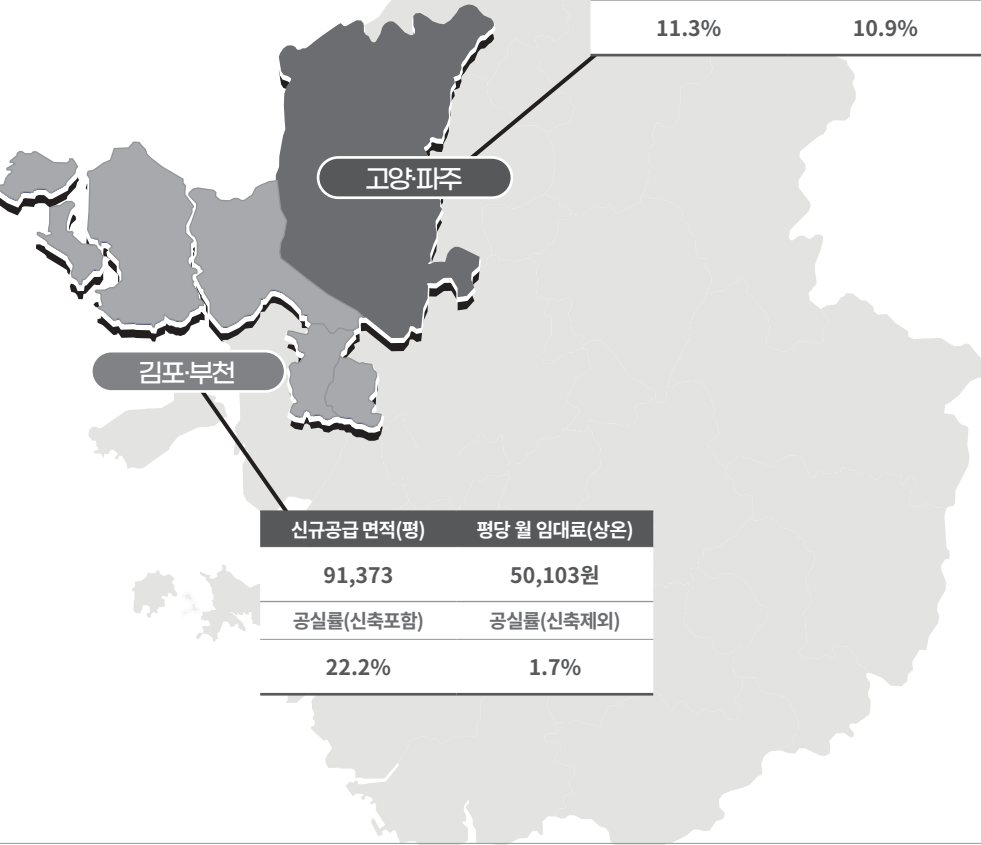 11.3% 10.9%
고양·파주
김포·부천
신규공급 면적(평) 평당 월 임대료(상온)
91,373 50,103원
공실률(신축포함) 공실률(신축제외)
22.2% 1.7%